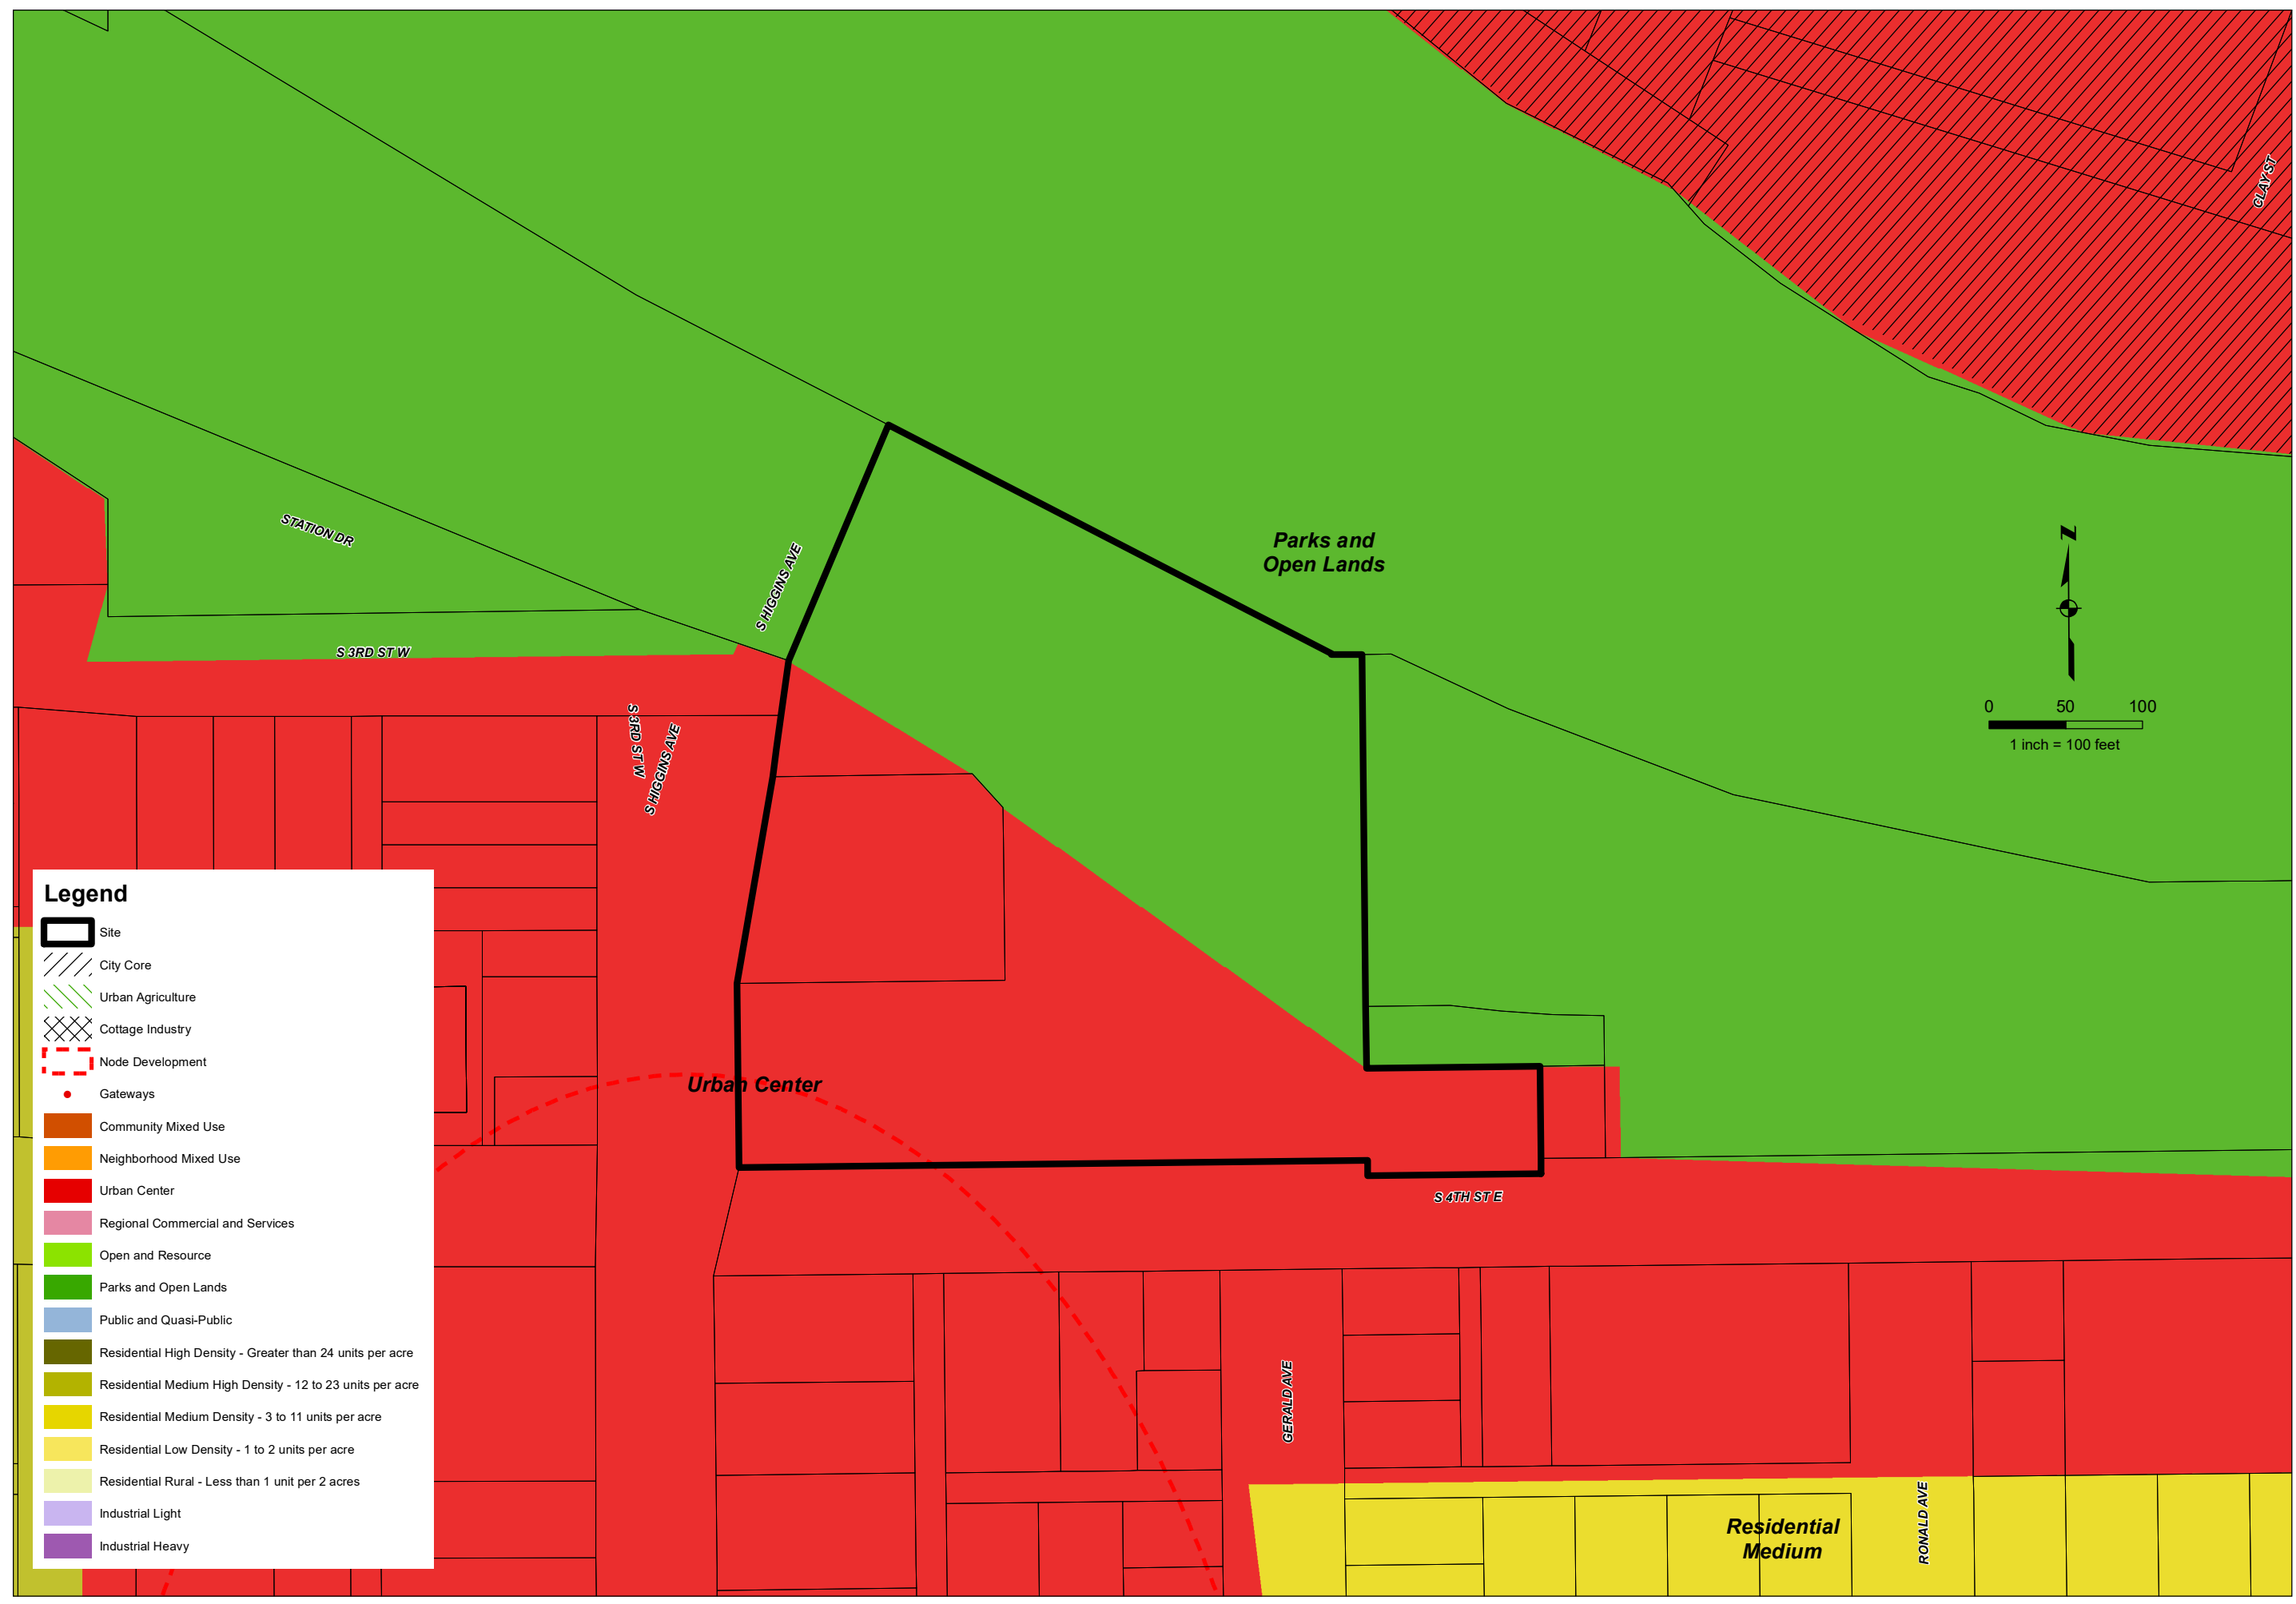 CLAY ST
STATION DR
S HIGGINS AVE
Parks and
Open Lands
N
S 3RD ST W
0 50 100
1 inch = 100 feet
S 3RD ST W
S HIGGINS AVE
Legend
Site
City Core
Urban Agriculture
Cottage Industry
Node Development
Gateways
Community Mixed Use
Neighborhood Mixed Use
Urban Center
Regional Commercial and Services
Open and Resource
Parks and Open Lands
Public and Quasi-Public
Residential High Density - Greater than 24 units per acre
Residential Medium High Density - 12 to 23 units per acre
Residential Medium Density - 3 to 11 units per acre
Residential Low Density - 1 to 2 units per acre
Residential Rural - Less than 1 unit per 2 acres
Industrial Light
Industrial Heavy
Urban Center
S 4TH ST E
GERALD AVE
Residential
Medium
RONALD AVE